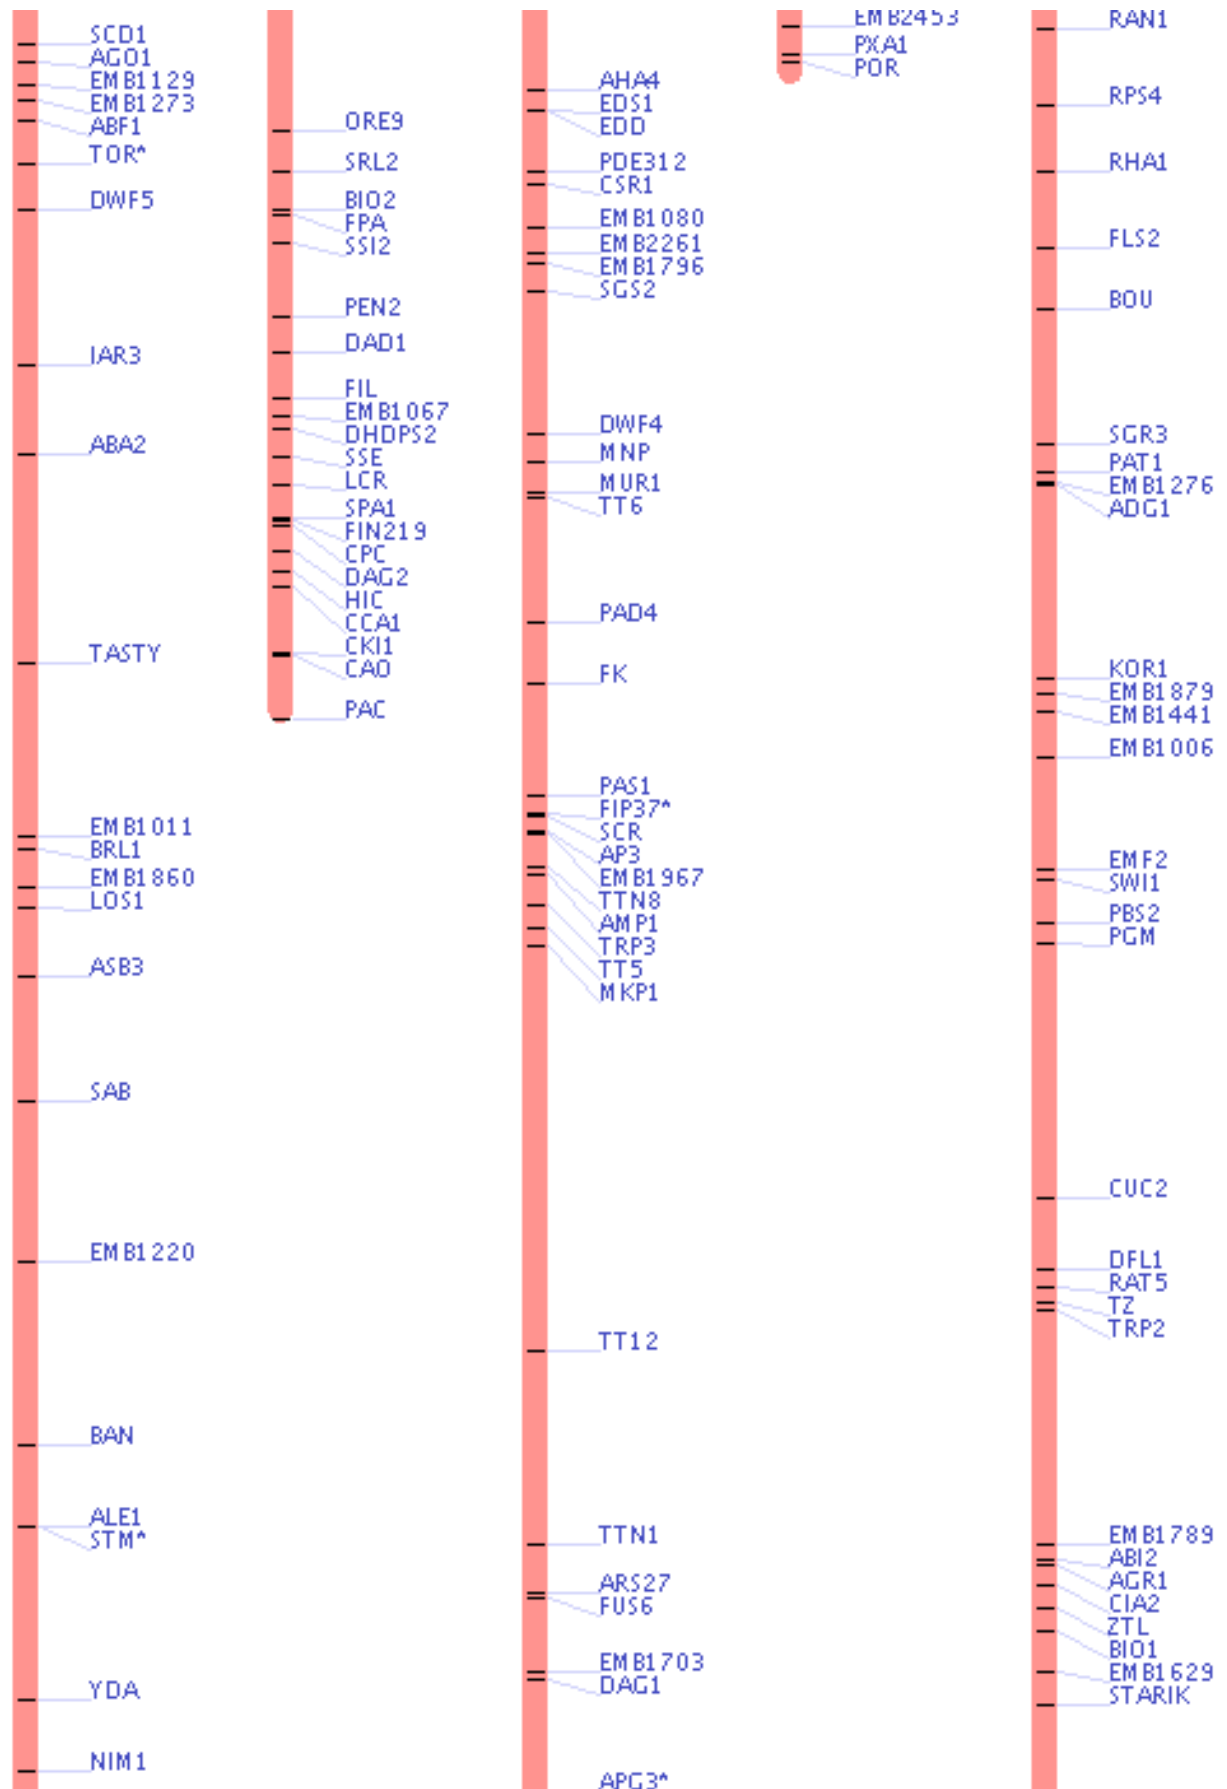 SCD1
AGO1
EMB1129
EMB1273
ABF1
TOR*
DWF5
IAR3
ABA2
TASTY
EMB1011
BRL1
EMB1860
LOS1
ASB3
SAB
EMB1220
BAN
ALE1
STM*
YDA
NIM1
ORE9
SRL2
BIO2
FPA
SSI2
PEN2
DAD1
FIL
EMB1067
DHDPS2
SSE
LCR
SPA1
FIN219
CPC
DAG2
HIC
CCA1
CKI1
CAO
PAC
AHA4
EDS1
EDD
PDE312
CSR1
EMB1080
EMB2261
EMB1796
SGS2
DWF4
MNP
MUR1
TT6
PAD4
FK
PAS1
FIP37*
SCR
AP3
EMB1967
TTN8
AMP1
TRP3
TT5
MKP1
TT12
TTN1
ARS27
FUS6
EMB1703
DAG1
APG3*
EMB2453
PXA1
POR
RAN1
RPS4
RHA1
FLS2
BOU
SGR3
PAT1
EMB1276
ADG1
KOR1
EMB1879
EMB1441
EMB1006
EMF2
SWI1
PBS2
PGM
CUC2
DFL1
RAT5
TZ
TRP2
EMB1789
ABI2
AGR1
CIA2
ZTL
BIO1
EMB1629
STARIK